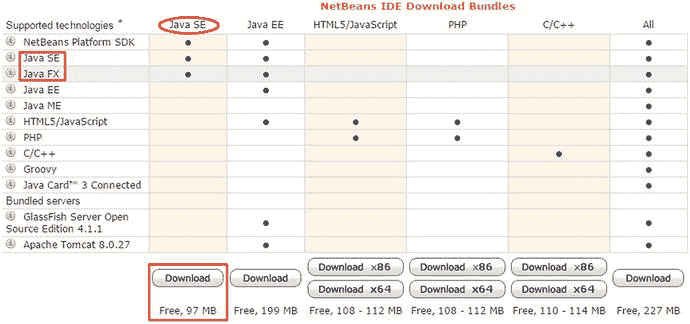 NetBeans IDE Download Bundles
Supported technologies * Java SE Java EE HTML5/JavaScript PHP C/C++ All
NetBeans Platform SDK • • •
Java SE • • •
Java FX • • •
Java EE • •
Java ME •
HTML5/JavaScript • • • •
PHP • • •
C/C++ • •
Groovy •
Java Card™ 3 Connected •
Bundled servers
GlassFish Server Open • •
Source Edition 4.1.1
Apache Tomcat 8.0.27 • •
Download Download Download x86 Download x86 Download x86 Download
Download x64 Download x64 Download x64
Free, 97 MB Free, 199 MB Free, 108 - 112 MB Free, 108 - 112 MB Free, 110 - 114 MB Free, 227 MB